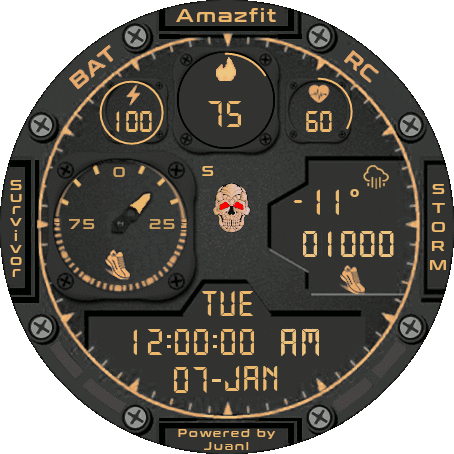 Amazfit
BAT
RC
100
75
60
Survivor
0
S
75
25
-11°
01000
STORM
TUE
12:00:00 AM
07-JAN
Powered by
Juanl